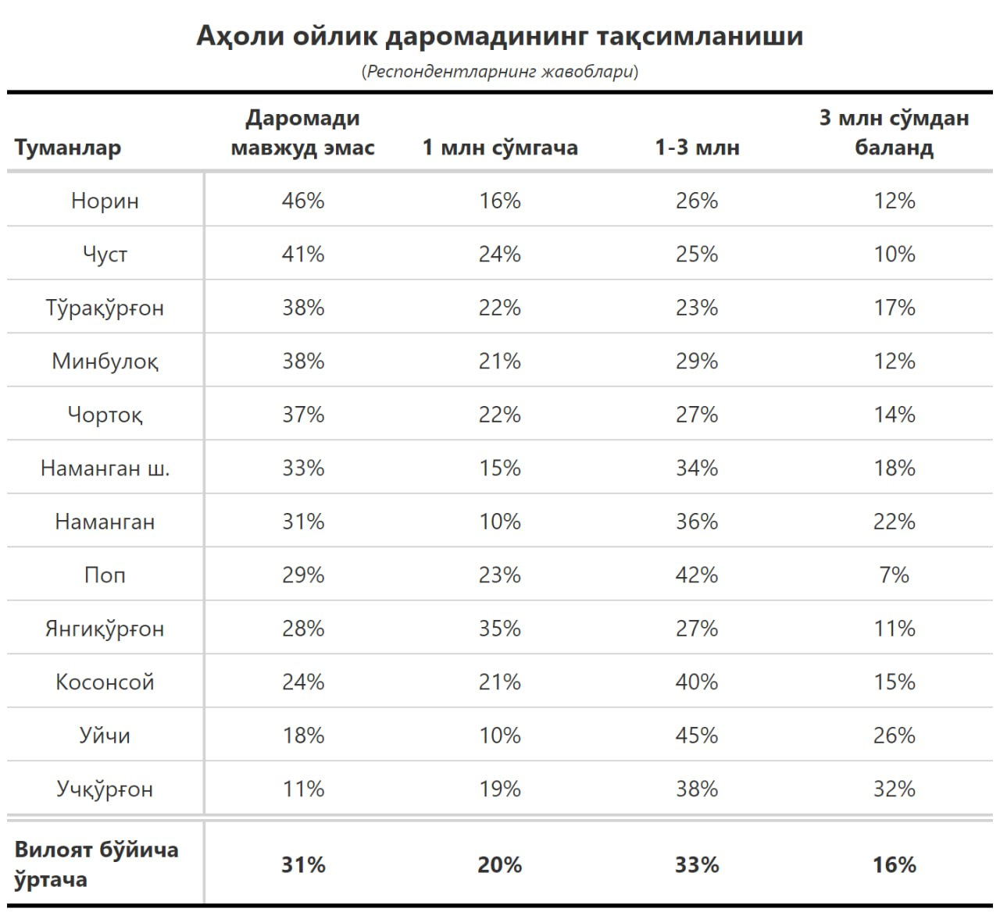 Аҳоли ойлик даромадининг тақсимланиши
(Респондентларнинг жавоблари)
Туманлар Даромади мавжуд эмас 1 млн сўмгача 1-3 млн 3 млн сўмдан баланд
Норин 46% 16% 26% 12%
Чуст 41% 24% 25% 10%
Тўрақўрғон 38% 22% 23% 17%
Минбулоқ 38% 21% 29% 12%
Чортоқ 37% 22% 27% 14%
Наманган ш. 33% 15% 34% 18%
Наманган 31% 10% 36% 22%
Поп 29% 23% 42% 7%
Янгиқўрғон 28% 35% 27% 11%
Косонсой 24% 21% 40% 15%
Уйчи 18% 10% 45% 26%
Учқўрғон 11% 19% 38% 32%
Вилоят бўйича ўртача 31% 20% 33% 16%